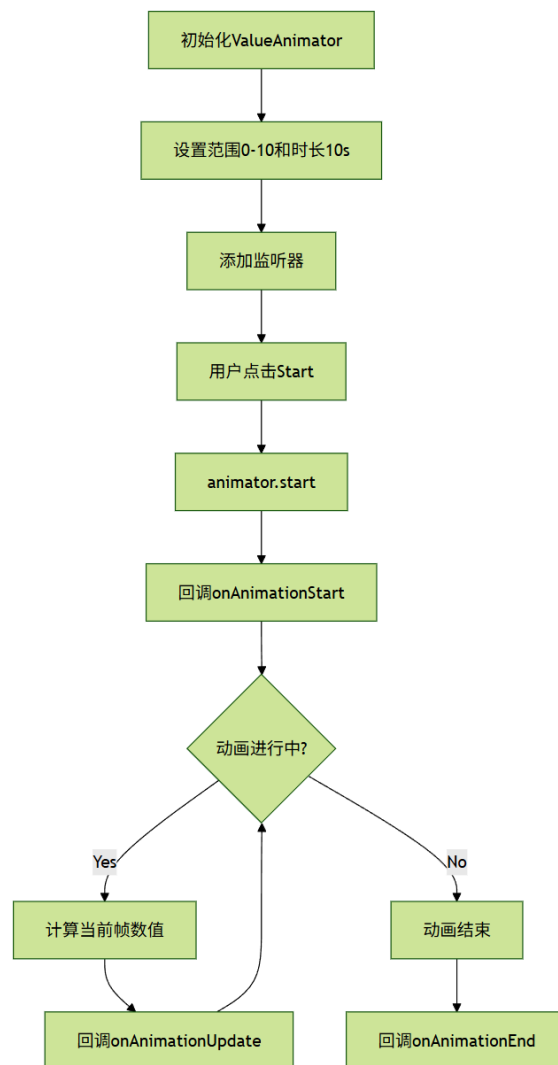 初始化ValueAnimator
设置范围0-10和时长10s
添加监听器
用户点击Start
animator.start
回调onAnimationStart
动画进行中?
Yes
No
计算当前帧数值
动画结束
回调onAnimationUpdate
回调onAnimationEnd